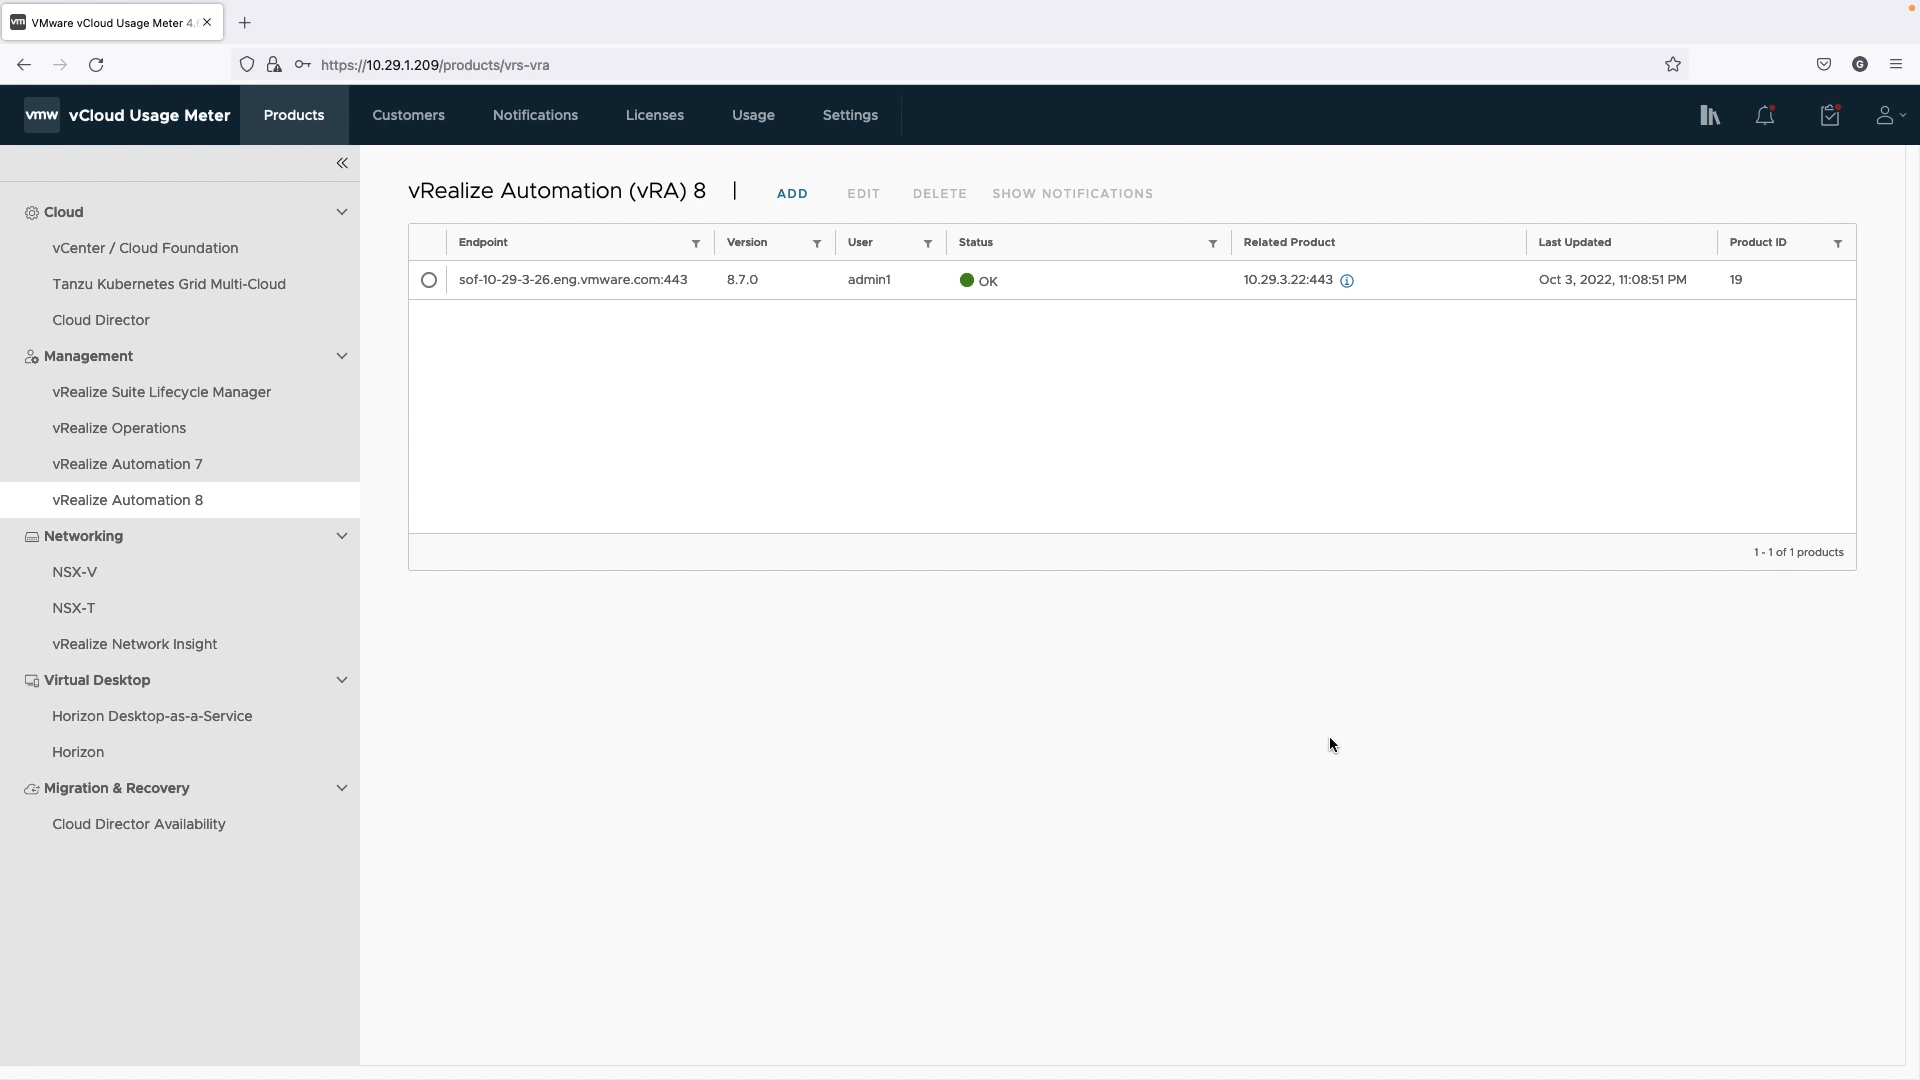 VMware vCloud Usage Meter 4.
https://10.29.1.209/products/vrs-vra
G
vmw vCloud Usage Meter Products Customers Notifications Licenses Usage Settings
vRealize Automation (vRA) 8 | ADD EDIT DELETE SHOW NOTIFICATIONS
Endpoint Version User Status Related Product Last Updated Product ID
sof-10-29-3-26.eng.vmware.com:443 8.7.0 admin1 OK 10.29.3.22:443 Oct 3, 2022, 11:08:51 PM 19
1 - 1 of 1 products
Cloud
vCenter / Cloud Foundation
Tanzu Kubernetes Grid Multi-Cloud
Cloud Director
Management
vRealize Suite Lifecycle Manager
vRealize Operations
vRealize Automation 7
vRealize Automation 8
Networking
NSX-V
NSX-T
vRealize Network Insight
Virtual Desktop
Horizon Desktop-as-a-Service
Horizon
Migration & Recovery
Cloud Director Availability